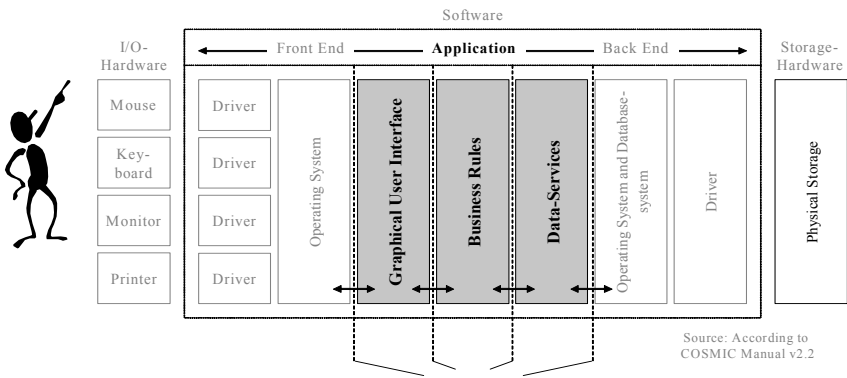 Software
I/O-
Hardware
Front End
Application
Back End
Storage-
Hardware
Mouse
Key-
board
Monitor
Printer
Driver
Driver
Driver
Driver
Operating System
Graphical User Interface
Business Rules
Data-Services
Operating System and Database-
system
Driver
Physical Storage
Source: According to
COSMIC Manual v2.2